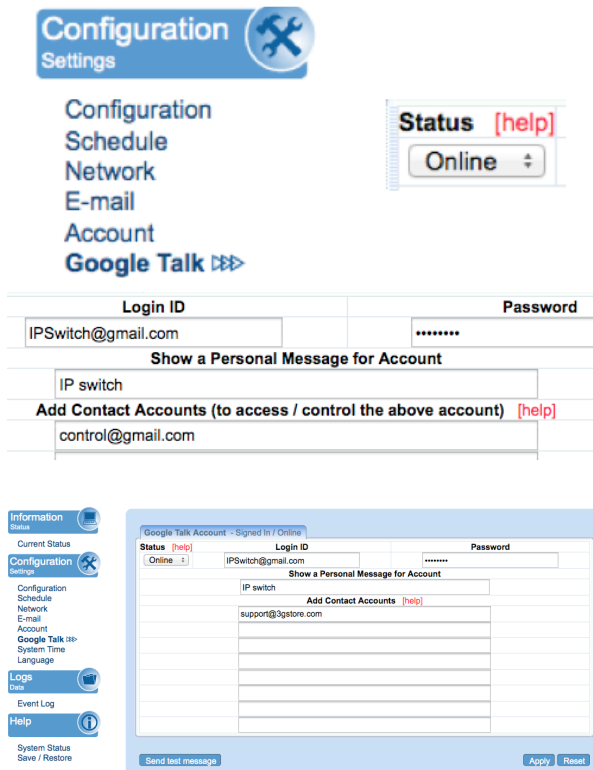 Configuration
Settings
Configuration
Schedule
Network
E-mail
Account
Google Talk
Status [help]
Online
Login ID Password
IPSwitch@gmail.com ••••••••
Show a Personal Message for Account
IP switch
Add Contact Accounts (to access / control the above account) [help]
control@gmail.com
Information
Status
Current Status
Configuration
Settings
Configuration
Schedule
Network
E-mail
Account
Google Talk
System Time
Language
Logs
Data
Event Log
Help
System Status
Save / Restore
Google Talk Account - Signed In / Online
Status [help] Login ID Password
Online IPSwitch@gmail.com ••••••••
Show a Personal Message for Account
IP switch
Add Contact Accounts [help]
support@3gstore.com
Send test message Apply Reset